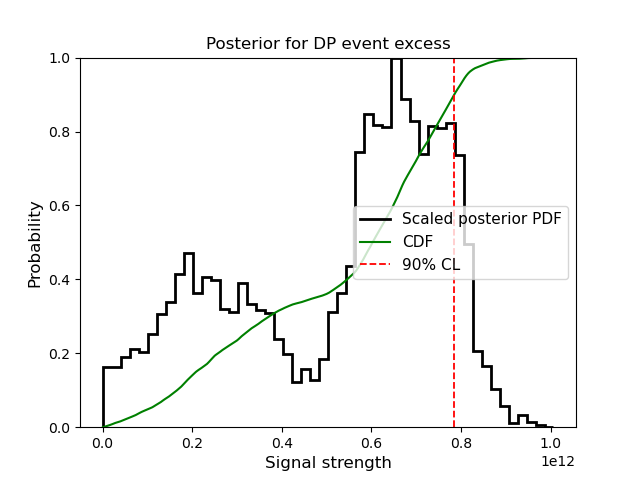 Posterior for DP event excess
1.0
0.8
0.6
0.4
0.2
0.0
Probability
Scaled posterior PDF
CDF
90% CL
0.0 0.2 0.4 0.6 0.8 1.0
1e12
Signal strength